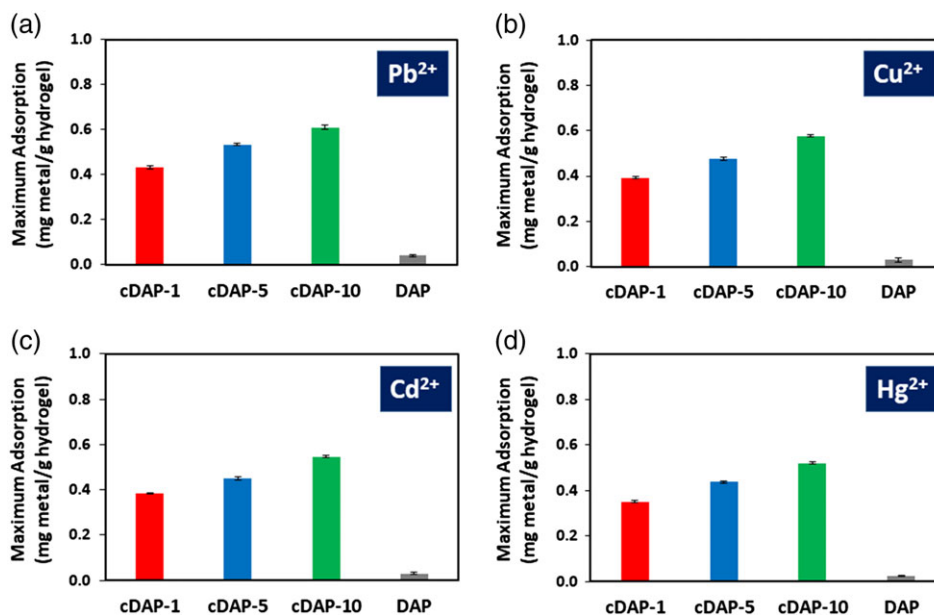 (a)
Maximum Adsorption
(mg metal/g hydrogel)
1.0
0.8
0.6
0.4
0.2
0.0
Pb²⁺
cDAP-1 cDAP-5 cDAP-10 DAP
(b)
Maximum Adsorption
(mg metal/g hydrogel)
1.0
0.8
0.6
0.4
0.2
0.0
Cu²⁺
cDAP-1 cDAP-5 cDAP-10 DAP
(c)
Maximum Adsorption
(mg metal/g hydrogel)
1.0
0.8
0.6
0.4
0.2
0.0
Cd²⁺
cDAP-1 cDAP-5 cDAP-10 DAP
(d)
Maximum Adsorption
(mg metal/g hydrogel)
1.0
0.8
0.6
0.4
0.2
0.0
Hg²⁺
cDAP-1 cDAP-5 cDAP-10 DAP